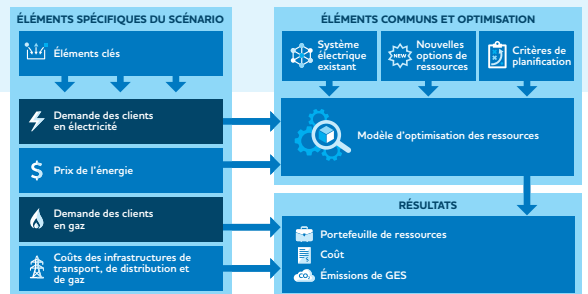 ÉLÉMENTS SPÉCIFIQUES DU SCÉNARIO
Éléments clés
Demande des clients
en électricité
$ Prix de l'énergie
Demande des clients
en gaz
Coûts des infrastructures de
transport, de distribution et
de gaz
ÉLÉMENTS COMMUNS ET OPTIMISATION
Système
électrique
existant
NEW
Nouvelles
options de
ressources
Critères de
planification
Modèle d'optimisation des ressources
RÉSULTATS
Portefeuille de ressources
$ Coût
CO₂ Émissions de GES